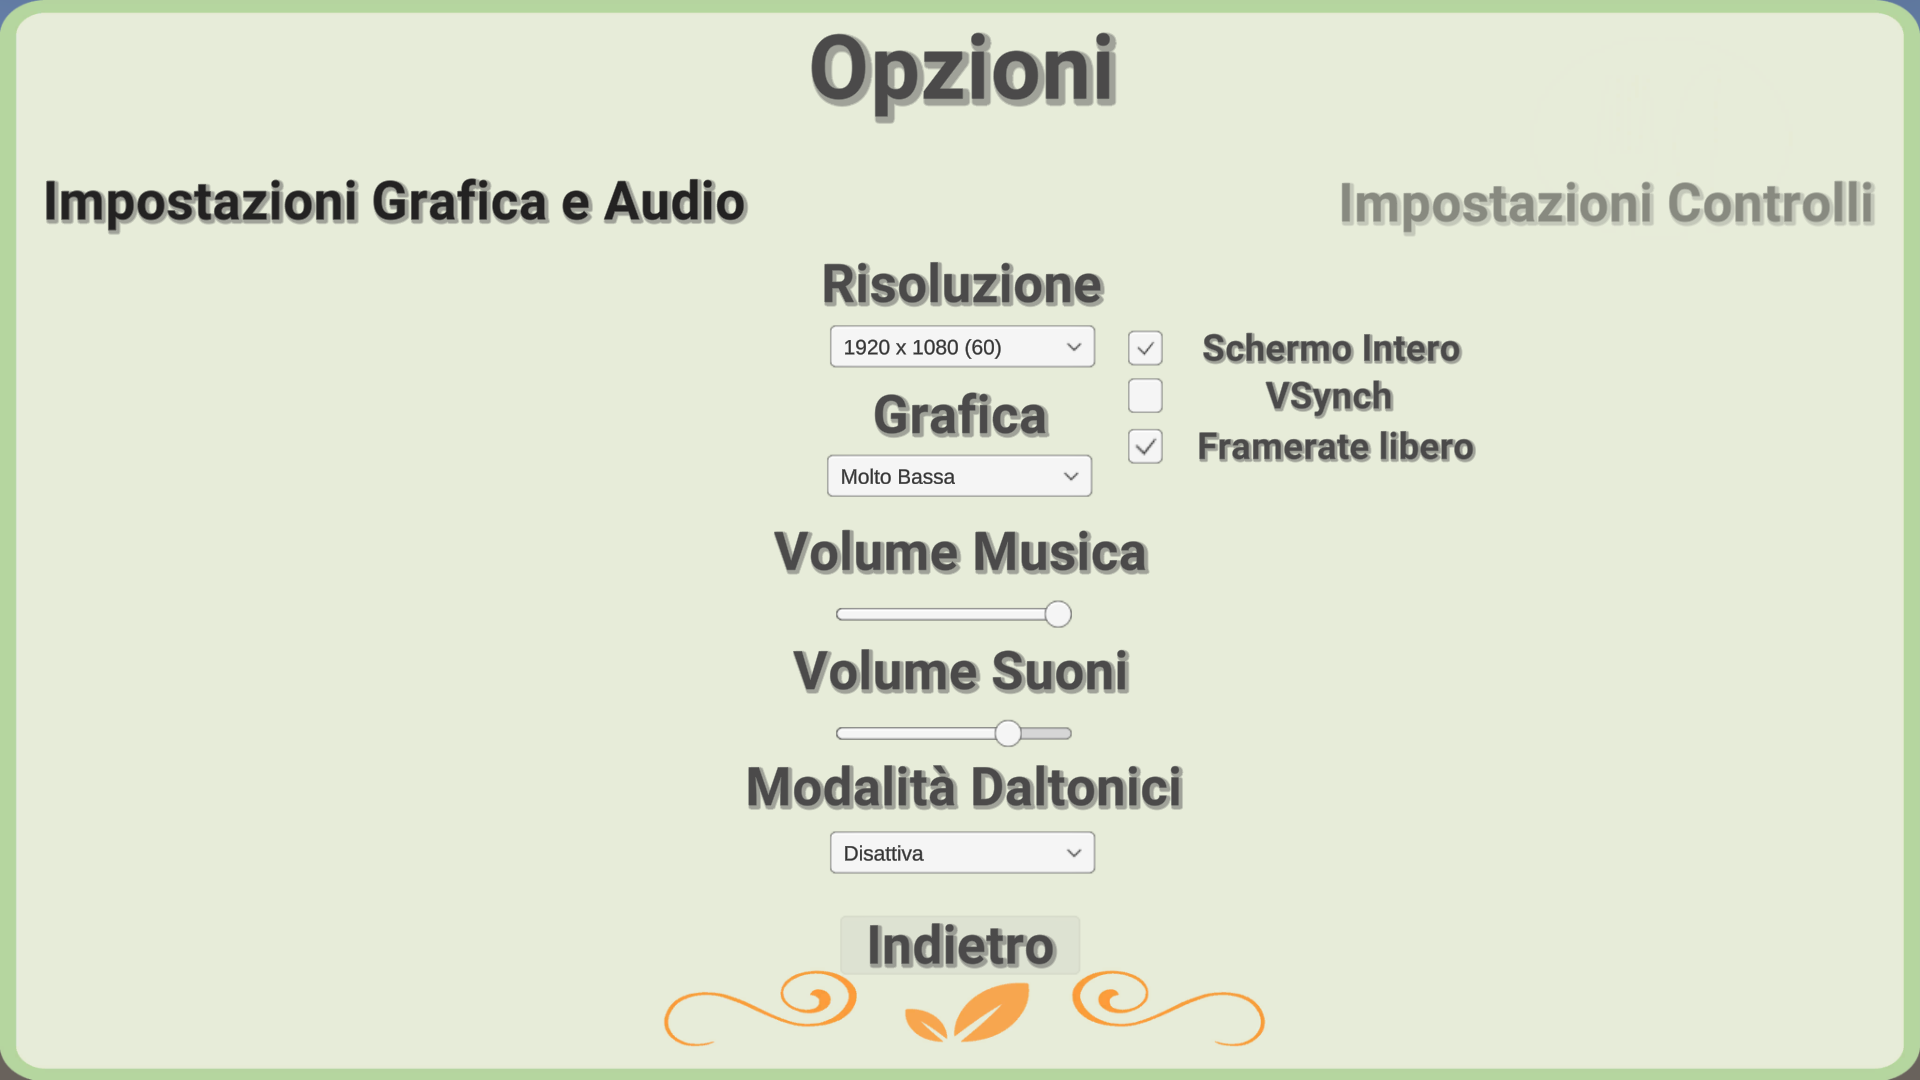 Opzioni
Impostazioni Grafica e Audio
Impostazioni Controlli
Risoluzione
1920 x 1080 (60)
Schermo Intero
VSynch
Grafica
Framerate libero
Molto Bassa
Volume Musica
Volume Suoni
Modalità Daltonici
Disattiva
Indietro